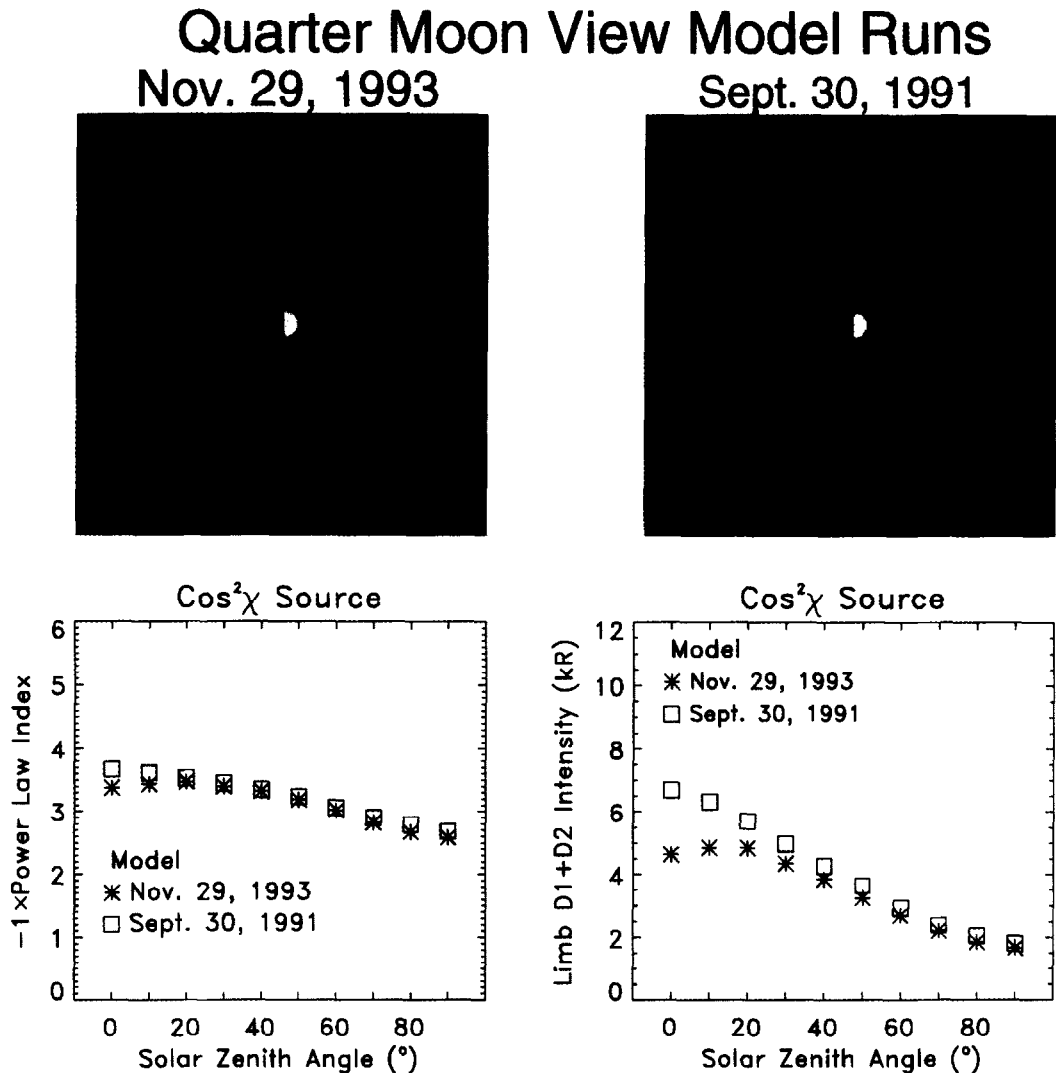 Quarter Moon View Model Runs
Nov. 29, 1993
Sept. 30, 1991
Cos²χ Source
6
5
4
3
2
1
0
−1×Power Law Index
Model
Nov. 29, 1993
Sept. 30, 1991
0 20 40 60 80
Solar Zenith Angle (°)
Cos²χ Source
12
10
8
6
4
2
0
Limb D1+D2 Intensity (kR)
Model
Nov. 29, 1993
Sept. 30, 1991
0 20 40 60 80
Solar Zenith Angle (°)